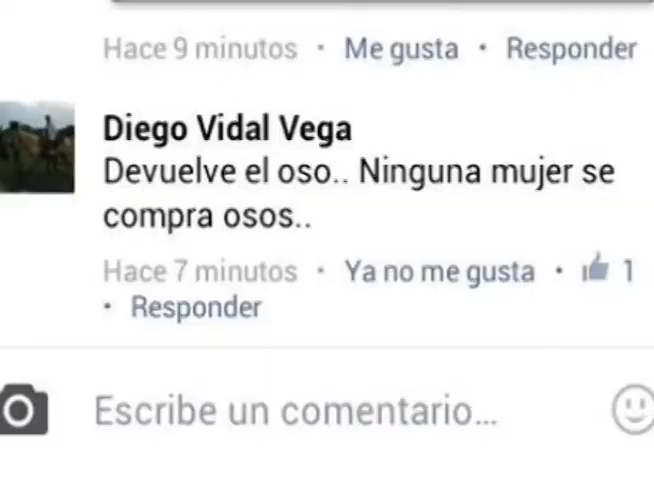 Hace 9 minutos · Me gusta · Responder
Diego Vidal Vega
Devuelve el oso.. Ninguna mujer se
compra osos..
Hace 7 minutos · Ya no me gusta · 1
· Responder
Escribe un comentario...